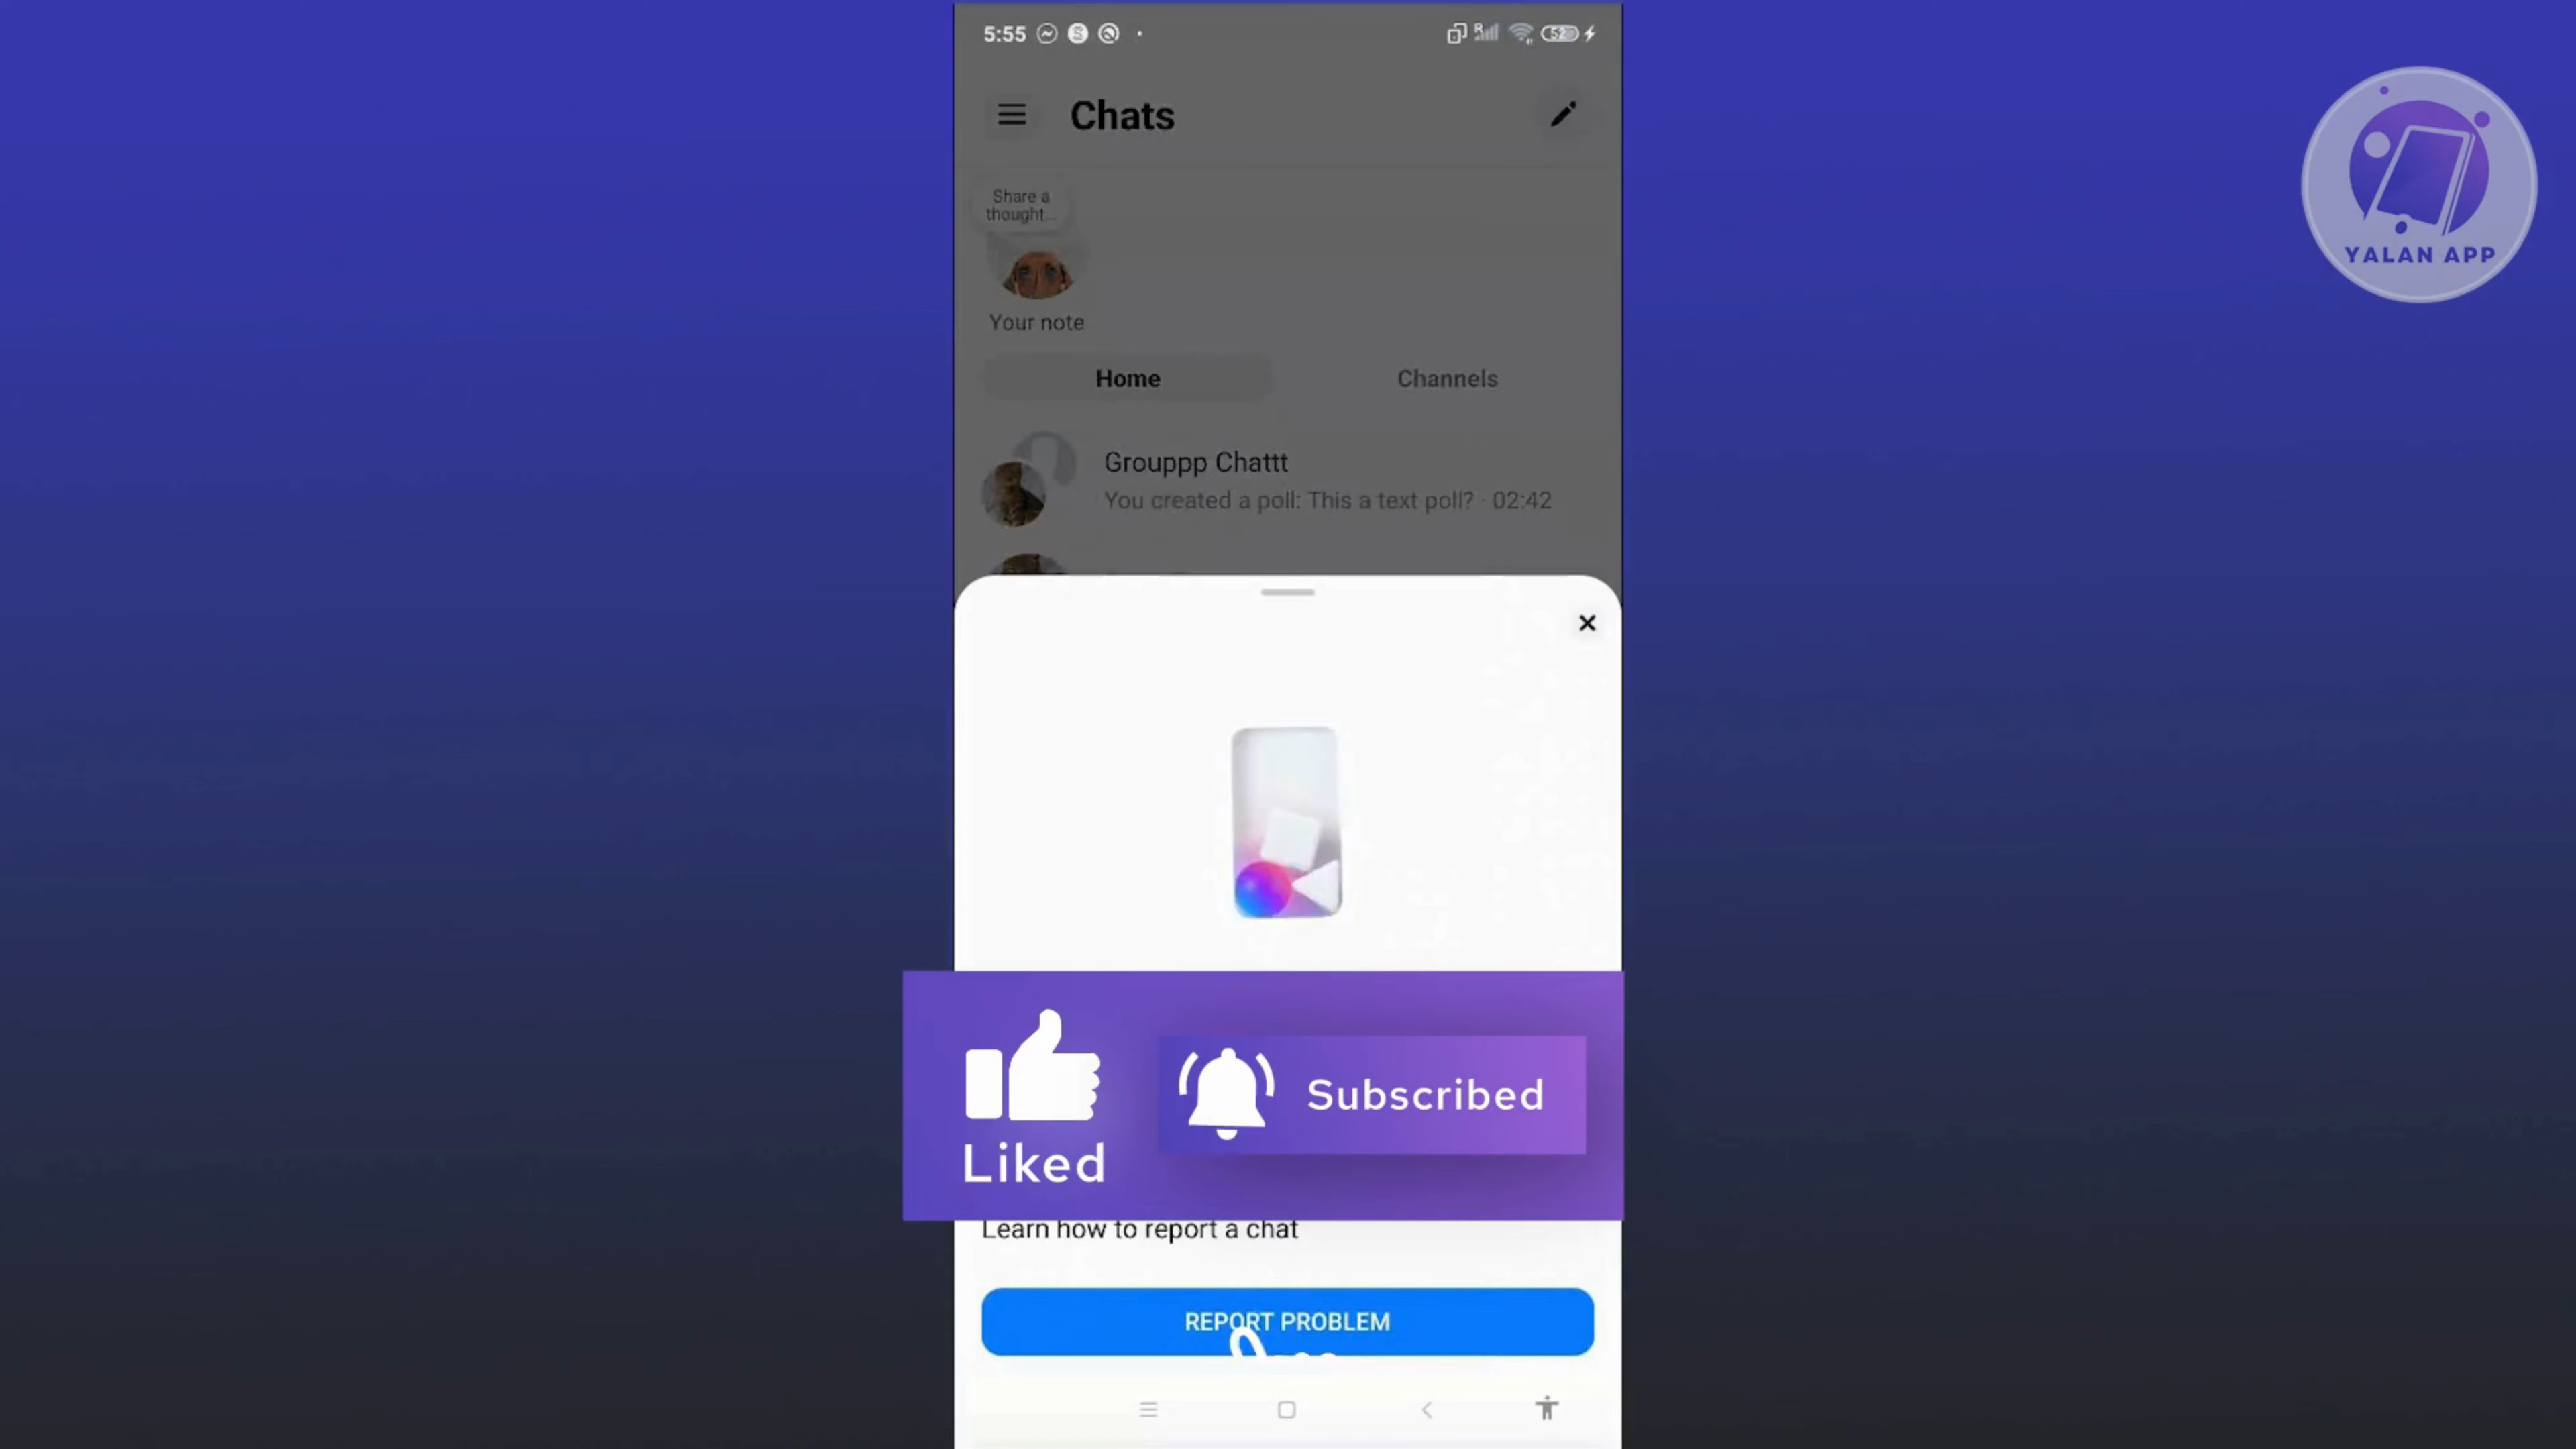 5:55
52
Chats
Share a
thought...
Your note
Home
Channels
Grouppp Chattt
You created a poll: This a text poll? · 02:42
YALAN APP
Liked
Subscribed
Learn how to report a chat
REPORT PROBLEM